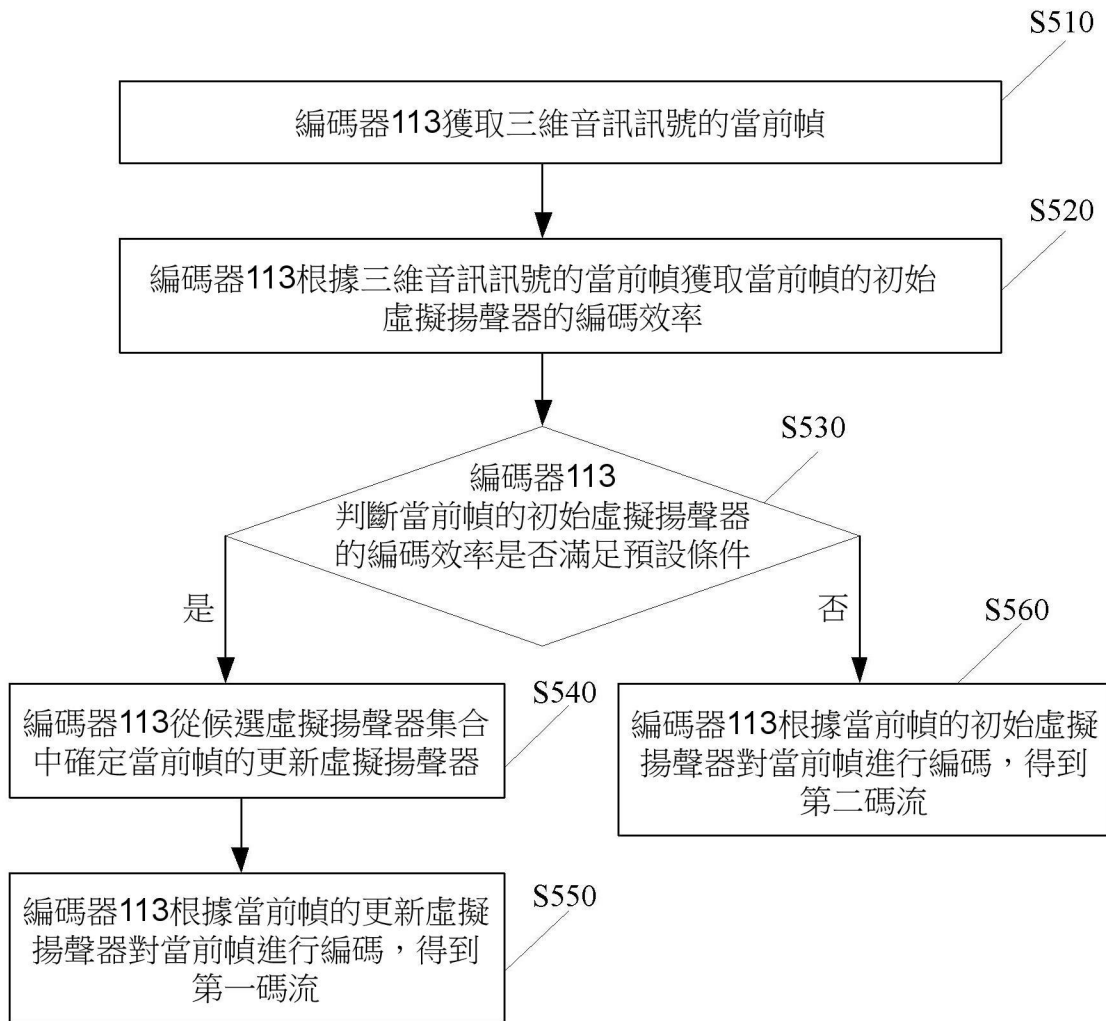 S510
編碼器113獲取三維音訊訊號的當前幀
S520
編碼器113根據三維音訊訊號的當前幀獲取當前幀的初始
虛擬揚聲器的編碼效率
S530
編碼器113
判斷當前幀的初始虛擬揚聲器
的編碼效率是否滿足預設條件
是
否
S540
編碼器113從候選虛擬揚聲器集合
中確定當前幀的更新虛擬揚聲器
S560
編碼器113根據當前幀的初始虛擬
揚聲器對當前幀進行編碼，得到
第二碼流
S550
編碼器113根據當前幀的更新虛擬
揚聲器對當前幀進行編碼，得到
第一碼流